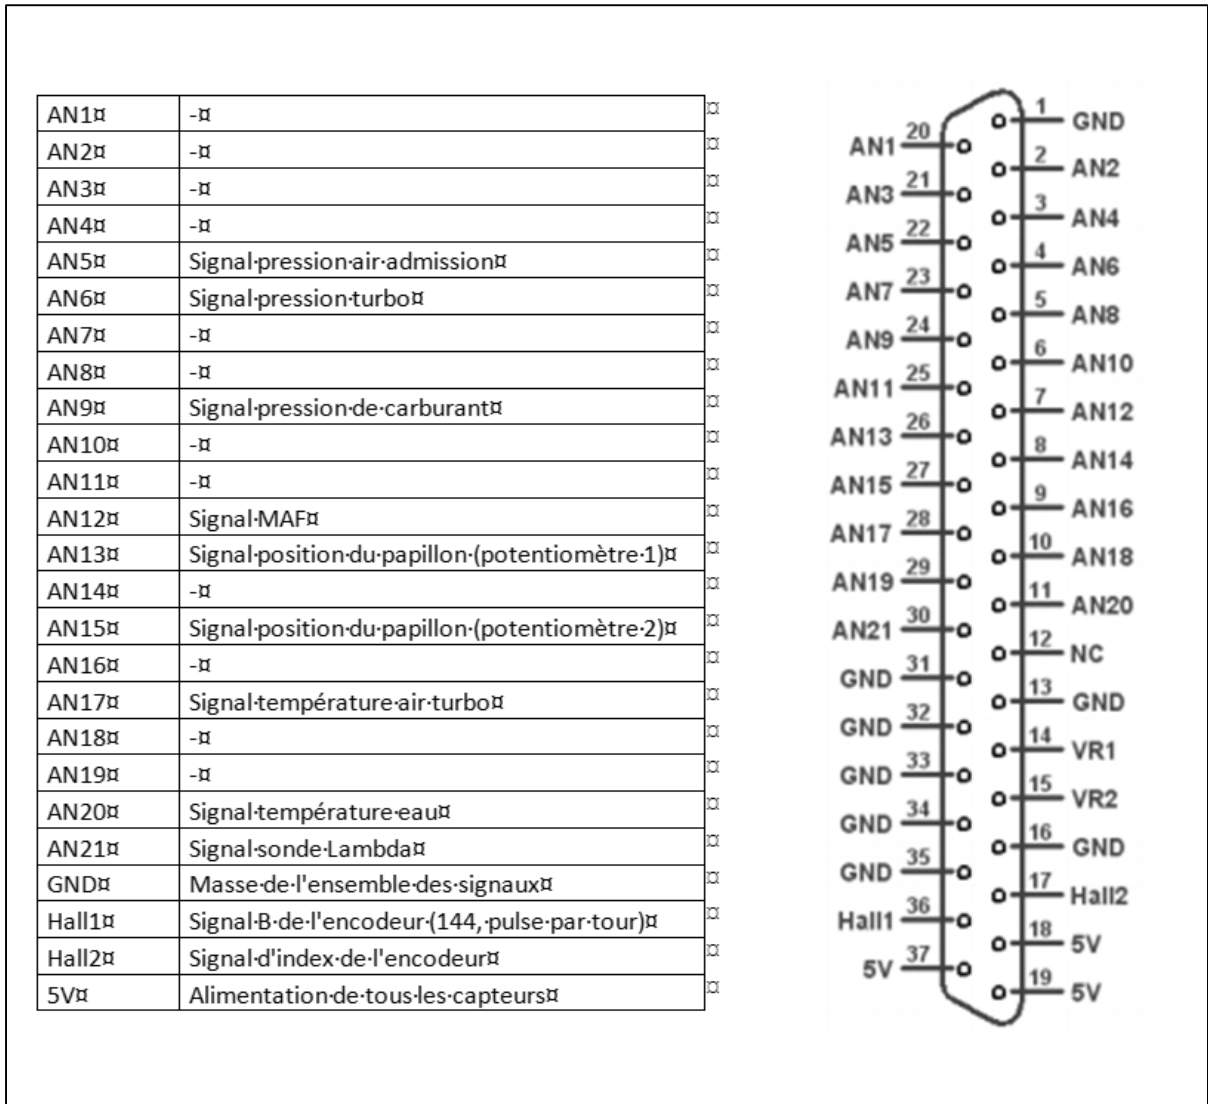 AN1¤ -¤ ¤
AN2¤ -¤ ¤
AN3¤ -¤ ¤
AN4¤ -¤ ¤
AN5¤ Signal·pression·air·admission¤ ¤
AN6¤ Signal·pression·turbo¤ ¤
AN7¤ -¤ ¤
AN8¤ -¤ ¤
AN9¤ Signal·pression·de·carburant¤ ¤
AN10¤ -¤ ¤
AN11¤ -¤ ¤
AN12¤ Signal·MAF¤ ¤
AN13¤ Signal·position·du·papillon·(potentiomètre·1)¤ ¤
AN14¤ -¤ ¤
AN15¤ Signal·position·du·papillon·(potentiomètre·2)¤ ¤
AN16¤ -¤ ¤
AN17¤ Signal·température·air·turbo¤ ¤
AN18¤ -¤ ¤
AN19¤ -¤ ¤
AN20¤ Signal·température·eau¤ ¤
AN21¤ Signal·sonde·Lambda¤ ¤
GND¤ Masse·de·l'ensemble·des·signaux¤ ¤
Hall1¤ Signal·B·de·l'encodeur·(144,·pulse·par·tour)¤ ¤
Hall2¤ Signal·d'index·de·l'encodeur¤ ¤
5V¤ Alimentation·de·tous·les·capteurs¤ ¤
1 GND
AN1 20
2 AN2
AN3 21
3 AN4
AN5 22
4 AN6
AN7 23
5 AN8
AN9 24
6 AN10
AN11 25
7 AN12
AN13 26
8 AN14
AN15 27
9 AN16
AN17 28
10 AN18
AN19 29
11 AN20
AN21 30
12 NC
GND 31
13 GND
GND 32
14 VR1
GND 33
15 VR2
GND 34
16 GND
GND 35
17 Hall2
Hall1 36
18 5V
5V 37
19 5V